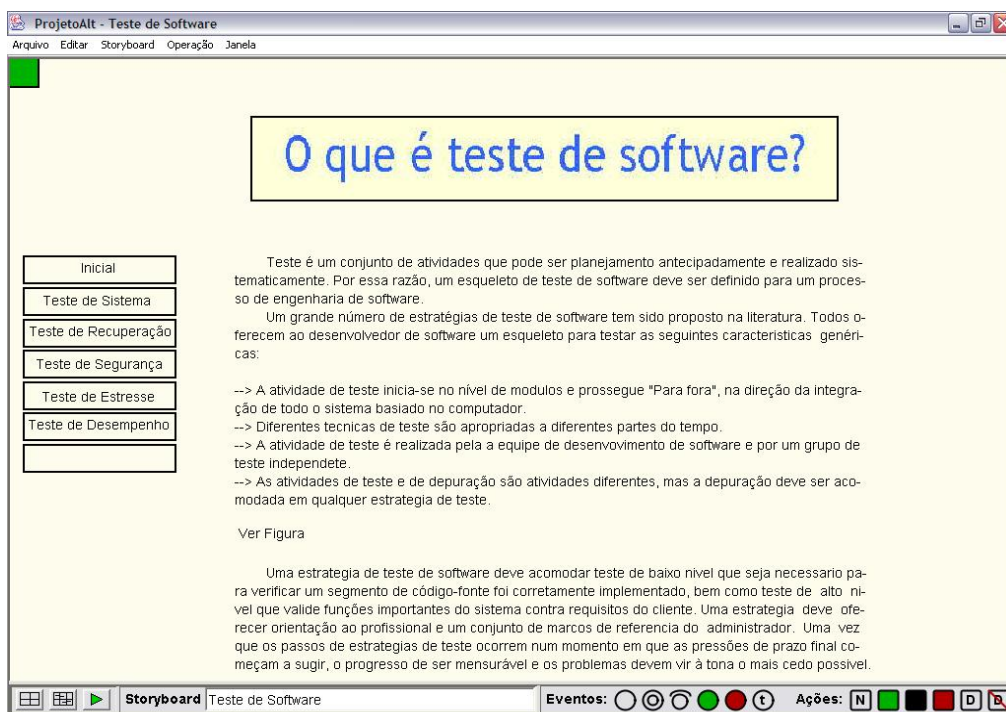 ProjetoAlt - Teste de Software
Arquivo Editar Storyboard Operação Janela
O que é teste de software?
Inicial
Teste de Sistema
Teste de Recuperação
Teste de Segurança
Teste de Estresse
Teste de Desempenho
Teste é um conjunto de atividades que pode ser planejamento antecipadamente e realizado sis-
tematicamente. Por essa razão, um esqueleto de teste de software deve ser definido para um proces-
so de engenharia de software.
Um grande número de estratégias de teste de software tem sido proposto na literatura. Todos o-
ferecem ao desenvolvedor de software um esqueleto para testar as seguintes caracteristicas genéri-
cas:
--> A atividade de teste inicia-se no nível de modulos e prossegue "Para fora", na direção da integra-
ção de todo o sistema basiado no computador.
--> Diferentes tecnicas de teste são apropriadas a diferentes partes do tempo.
--> A atividade de teste é realizada pela a equipe de desenvovimento de software e por um grupo de
teste independete.
--> As atividades de teste e de depuração são atividades diferentes, mas a depuração deve ser aco-
modada em qualquer estrategia de teste.
Ver Figura
Uma estrategia de teste de software deve acomodar teste de baixo nivel que seja necessario pa-
ra verificar um segmento de código-fonte foi corretamente implementado, bem como teste de alto ni-
vel que valide funções importantes do sistema contra requisitos do cliente. Uma estrategia deve ofe-
recer orientação ao profissional e um conjunto de marcos de referencia do administrador. Uma vez
que os passos de estrategias de teste ocorrem num momento em que as pressões de prazo final co-
meçam a sugir, o progresso de ser mensurável e os problemas devem vir à tona o mais cedo possivel.
Storyboard Teste de Software Eventos: t Ações: N D D